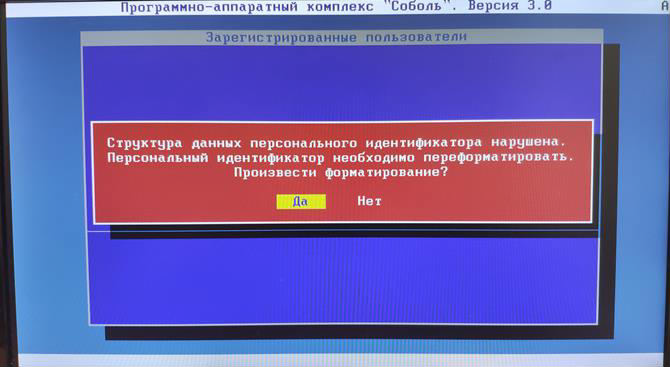 Программно-аппаратный комплекс "Соболь". Версия 3.0
А
Зарегистрированные пользователи
Структура данных персонального идентификатора нарушена.
Персональный идентификатор необходимо переформатировать.
Произвести форматирование?
Да Нет